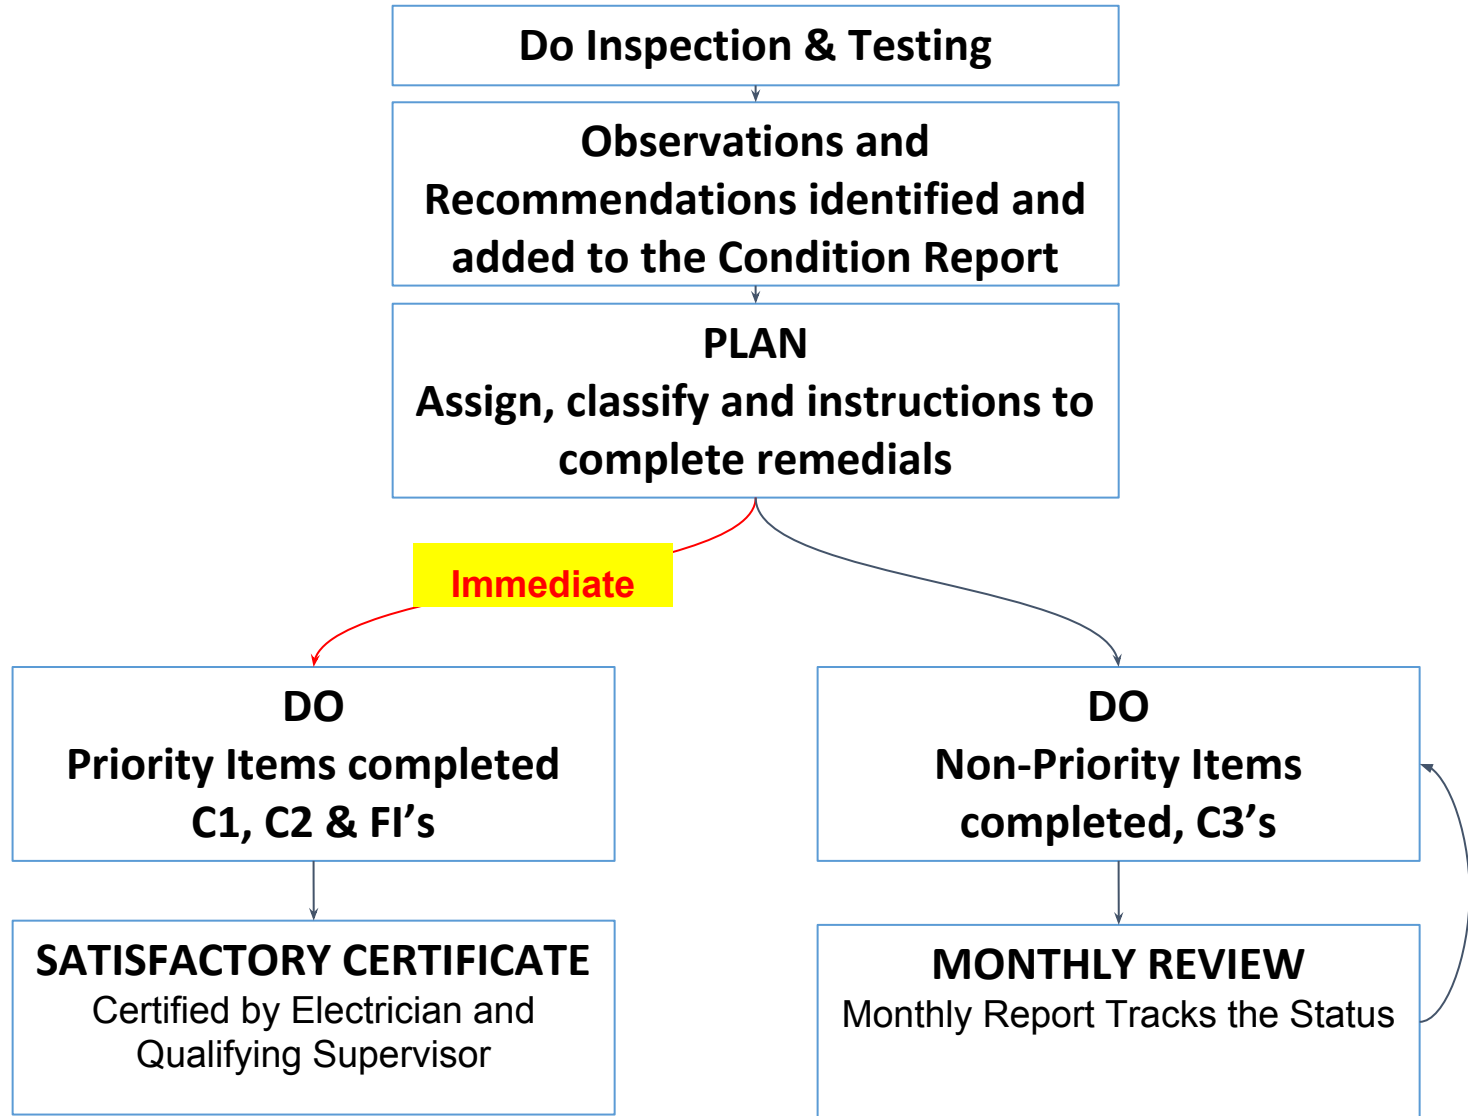 Do Inspection & Testing
Observations and
Recommendations identified and
added to the Condition Report
PLAN
Assign, classify and instructions to
complete remedials
Immediate
DO
Priority Items completed
C1, C2 & FI’s
DO
Non-Priority Items
completed, C3’s
SATISFACTORY CERTIFICATE
Certified by Electrician and
Qualifying Supervisor
MONTHLY REVIEW
Monthly Report Tracks the Status